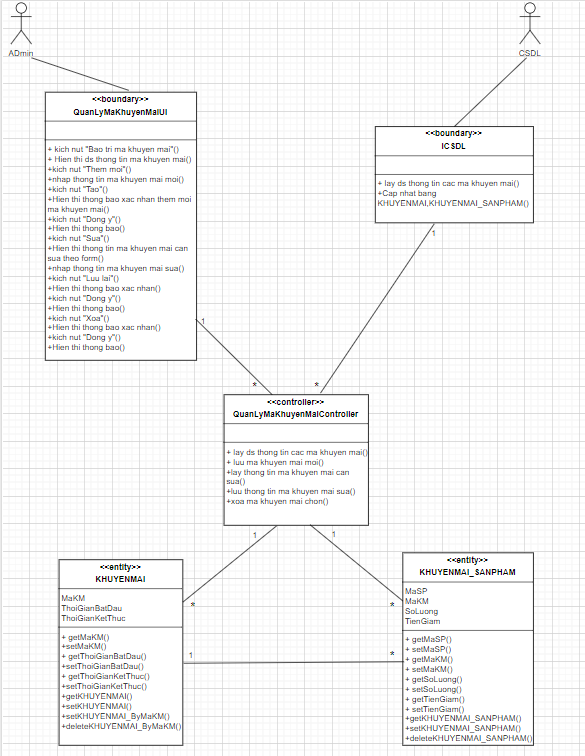 ADmin
CSDL
<<boundary>>
QuanLyMaKhuyenMaiUI
+ kich nut "Bao tri ma khuyen mai"()
+ Hien thi ds thong tin ma khuyen mai()
+kich nut "Them moi"()
+nhap thong tin ma khuyen mai moi()
+kich nut "Tao"()
+Hien thi thong bao xac nhan them moi
ma khuyen mai()
+kich nut "Dong y"()
+Hien thi thong bao()
+kich nut "Sua"()
+Hien thi thong tin ma khuyen mai can
sua theo form()
+nhap thong tin ma khuyen mai sua()
+kich nut "Luu lai"()
+Hien thi thong bao xac nhan()
+kich nut "Dong y"()
+Hien thi thong bao()
+kich nut "Xoa"()
+Hien thi thong bao xac nhan()
+kich nut "Dong y"()
+Hien thi thong bao()
<<boundary>>
ICSDL
+ lay ds thong tin cac ma khuyen mai()
+Cap nhat bang
KHUYENMAI,KHUYENMAI_SANPHAM()
1
1
*
*
<<controller>>
QuanLyMaKhuyenMaiController
+ lay ds thong tin cac ma khuyen mai()
+ luu ma khuyen mai moi()
+lay thong tin ma khuyen mai can
sua()
+luu thong tin ma khuyen mai sua()
+xoa ma khuyen mai chon()
1
1
*
*
<<entity>>
KHUYENMAI
MaKM
ThoiGianBatDau
ThoiGianKetThuc
+ getMaKM()
+setMaKM()
+ getThoiGianBatDau()
+setThoiGianBatDau()
+ getThoiGianKetThuc()
+setThoiGianKetThuc()
+getKHUYENMAI()
+setKHUYENMAI()
+setKHUYENMAI_ByMaKM()
+deleteKHUYENMAI_ByMaKM()
1
*
<<entity>>
KHUYENMAI_SANPHAM
MaSP
MaKM
SoLuong
TienGiam
+ getMaSP()
+ setMaSP()
+ getMaKM()
+ setMaKM()
+ getSoLuong()
+ setSoLuong()
+ getTienGiam()
+ setTienGiam()
+getKHUYENMAI_SANPHAM()
+setKHUYENMAI_SANPHAM()
+deleteKHUYENMAI_SANPHAM()